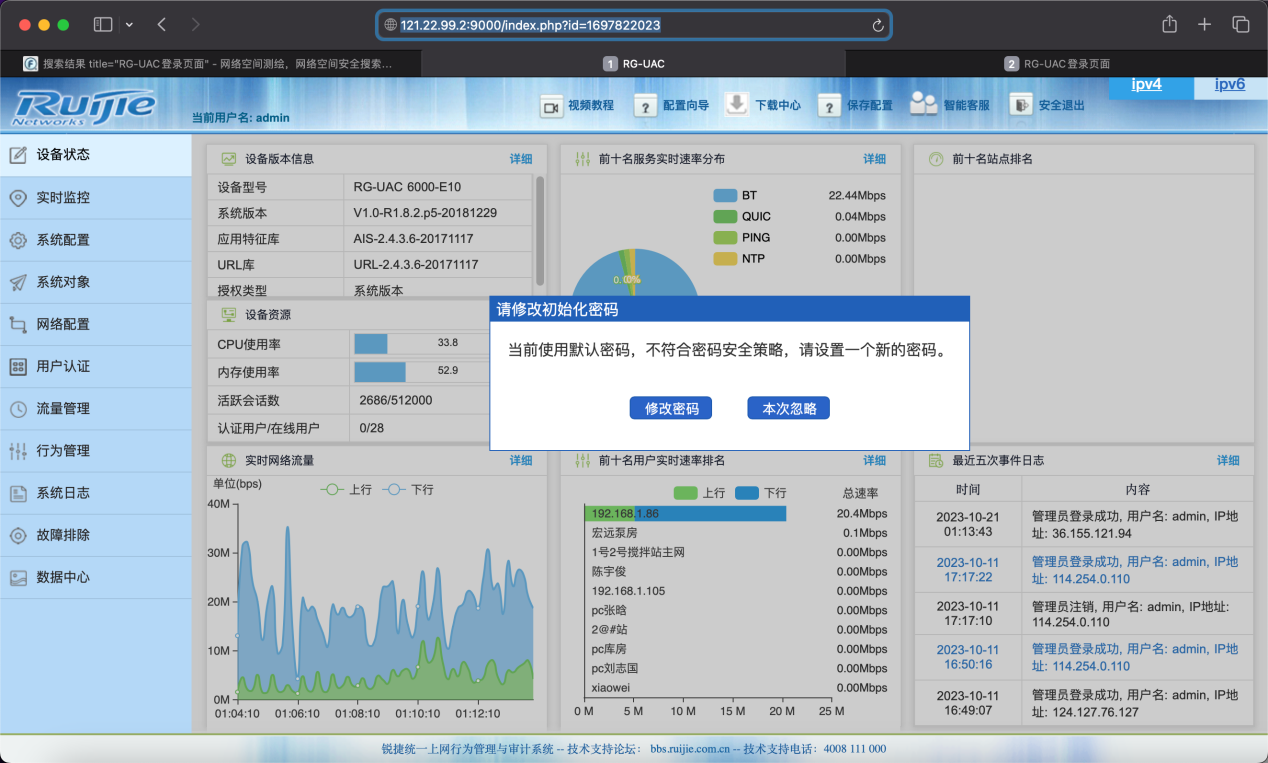 121.22.99.2:9000/index.php?id=1697822023
搜索结果 title="RG-UAC登录页面" - 网络空间测绘，网络空间安全搜索...
1 RG-UAC
2 RG-UAC登录页面
RUIJIE
Networks
当前用户名: admin
视频教程
配置向导
下载中心
保存配置
智能客服
安全退出
ipv4
ipv6
设备状态
实时监控
系统配置
系统对象
网络配置
用户认证
流量管理
行为管理
系统日志
故障排除
数据中心
设备版本信息 详细
设备型号 RG-UAC 6000-E10
系统版本 V1.0-R1.8.2.p5-20181229
应用特征库 AIS-2.4.3.6-20171117
URL库 URL-2.4.3.6-20171117
授权类型 系统版本
设备资源
CPU使用率 33.8
内存使用率 52.9
活跃会话数 2686/512000
认证用户/在线用户 0/28
前十名服务实时速率分布 详细
BT 22.44Mbps
QUIC 0.04Mbps
PING 0.00Mbps
NTP 0.00Mbps
前十名站点排名
请修改初始化密码
当前使用默认密码，不符合密码安全策略，请设置一个新的密码。
修改密码
本次忽略
实时网络流量 详细
单位(bps)
上行 下行
40M
30M
20M
10M
0M
01:04:10 01:06:10 01:08:10 01:10:10 01:12:10
前十名用户实时速率排名 详细
上行 下行 总速率
192.168.1.86 20.4Mbps
宏远泵房 0.1Mbps
1号2号搅拌站主网 0.00Mbps
陈宇俊 0.00Mbps
192.168.1.105 0.00Mbps
pc张晗 0.00Mbps
2@#站 0.00Mbps
pc库房 0.00Mbps
pc刘志国 0.00Mbps
xiaowei 0.00Mbps
0 M 5 M 10 M 15 M 20 M 25 M
最近五次事件日志 详细
时间 内容
2023-10-21 01:13:43 管理员登录成功, 用户名: admin, IP地址: 36.155.121.94
2023-10-11 17:17:22 管理员登录成功, 用户名: admin, IP地址: 114.254.0.110
2023-10-11 17:17:10 管理员注销, 用户名: admin, IP地址: 114.254.0.110
2023-10-11 16:50:16 管理员登录成功, 用户名: admin, IP地址: 114.254.0.110
2023-10-11 16:49:07 管理员登录成功, 用户名: admin, IP地址: 124.127.76.127
锐捷统一上网行为管理与审计系统 -- 技术支持论坛： bbs.ruijie.com.cn -- 技术支持电话：4008 111 000